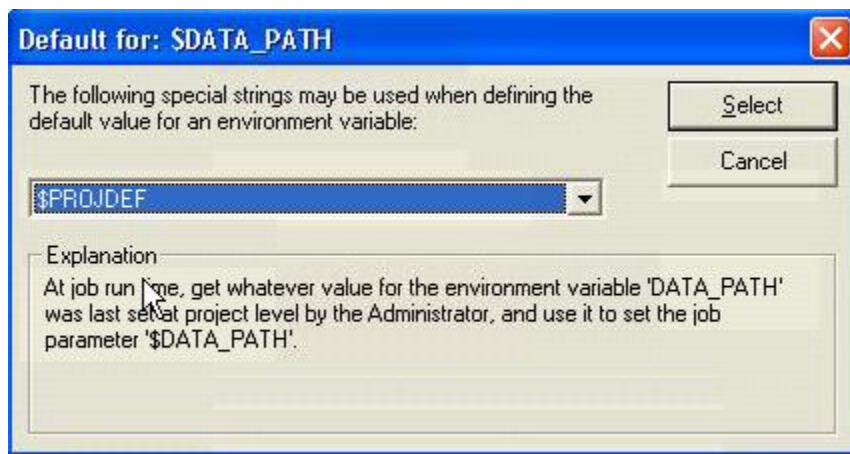 Default for: $DATA_PATH
The following special strings may be used when defining the
default value for an environment variable:
Select
Cancel
$PROJDEF
Explanation
At job run time, get whatever value for the environment variable 'DATA_PATH'
was last set at project level by the Administrator, and use it to set the job
parameter '$DATA_PATH'.